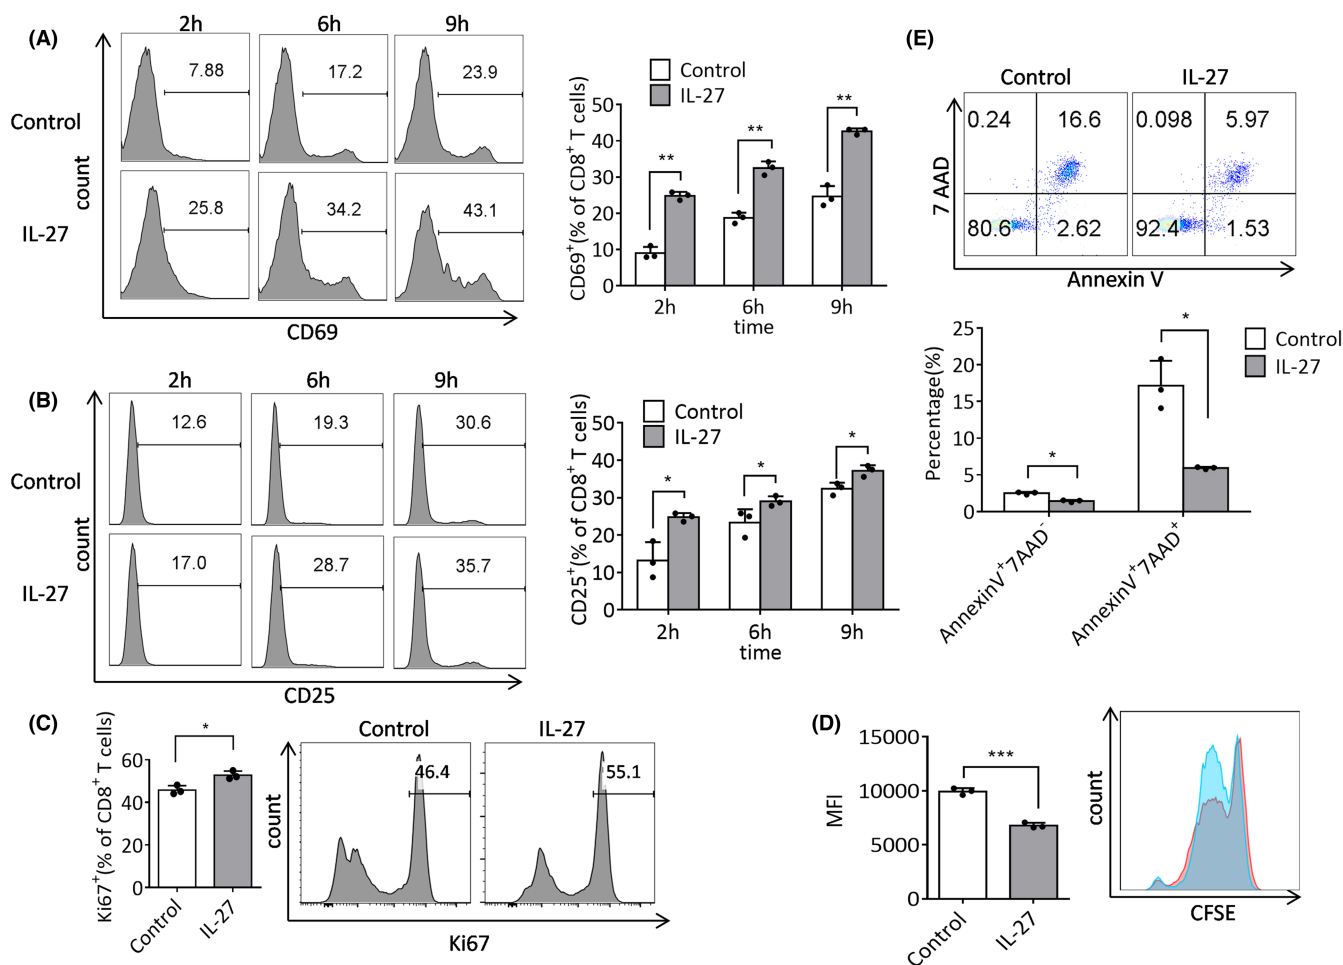 (A)
2h 6h 9h
Control
7.88 17.2 23.9
IL-27
25.8 34.2 43.1
count
CD69
Control
IL-27
CD69+(% of CD8+ T cells)
50
40
30
20
10
0
** ** **
2h 6h 9h
time
(B)
2h 6h 9h
Control
12.6 19.3 30.6
IL-27
17.0 28.7 35.7
count
CD25
Control
IL-27
CD25+(% of CD8+ T cells)
50
40
30
20
10
0
* * *
2h 6h 9h
time
(C)
Ki67+(% of CD8+ T cells)
60
40
20
0
*
Control IL-27
Control IL-27
46.4 55.1
count
Ki67
(D)
MFI
15000
10000
5000
0
***
Control IL-27
count
CFSE
(E)
Control IL-27
0.24 16.6 0.098 5.97
80.6 2.62 92.4 1.53
7 AAD
Annexin V
Control
IL-27
Percentage(%)
25
20
15
10
5
0
* *
AnnexinV+7AAD-
AnnexinV+7AAD+